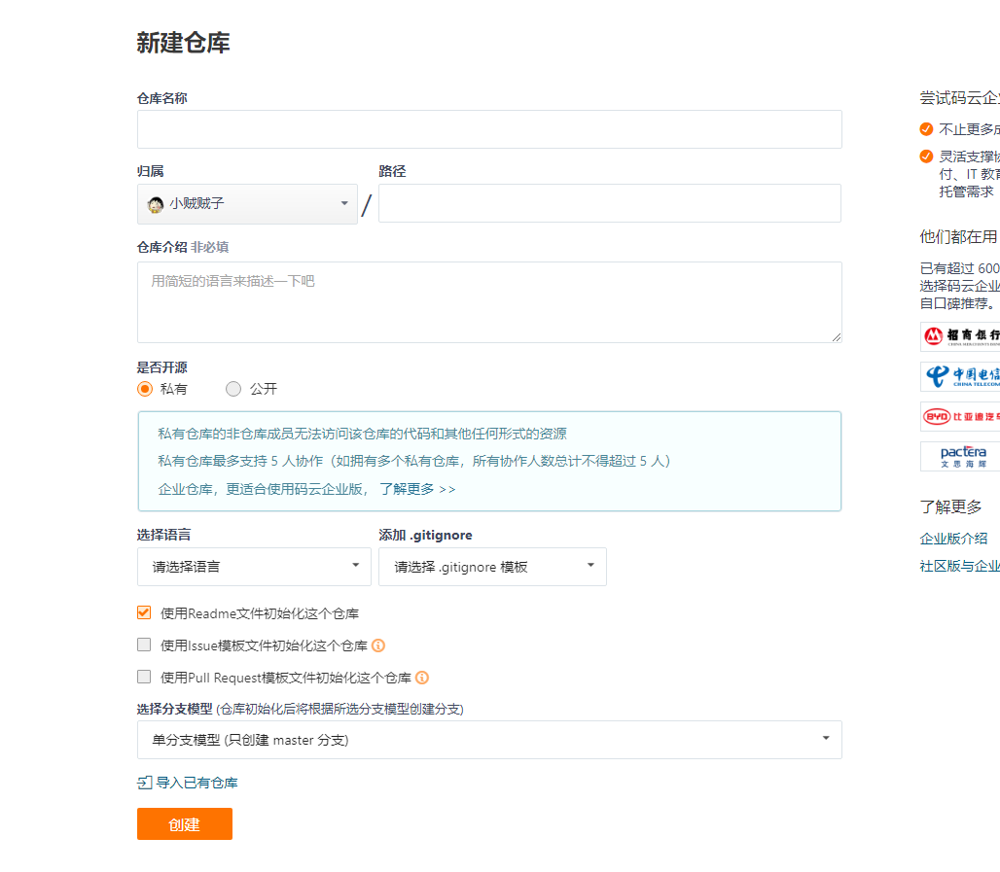 新建仓库
仓库名称
归属
路径
小贼贼子
/
仓库介绍 非必填
用简短的语言来描述一下吧
是否开源
私有
公开
私有仓库的非仓库成员无法访问该仓库的代码和其他任何形式的资源
私有仓库最多支持 5 人协作（如拥有多个私有仓库，所有协作人数总计不得超过 5 人）
企业仓库，更适合使用码云企业版， 了解更多 >>
选择语言
添加 .gitignore
请选择语言
请选择 .gitignore 模板
使用Readme文件初始化这个仓库
使用Issue模板文件初始化这个仓库
使用Pull Request模板文件初始化这个仓库
选择分支模型 (仓库初始化后将根据所选分支模型创建分支)
单分支模型 (只创建 master 分支)
导入已有仓库
创建
尝试码云企业
不止更多成
灵活支撑协
付、IT 教育
托管需求
他们都在用
已有超过 600
选择码云企业
自口碑推荐。
招商银行
CHINA MERCHANTS BANK
中国电信
CHINA TELECOM
BYD 比亚迪汽车
pactera
文思海辉
了解更多
企业版介绍
社区版与企业